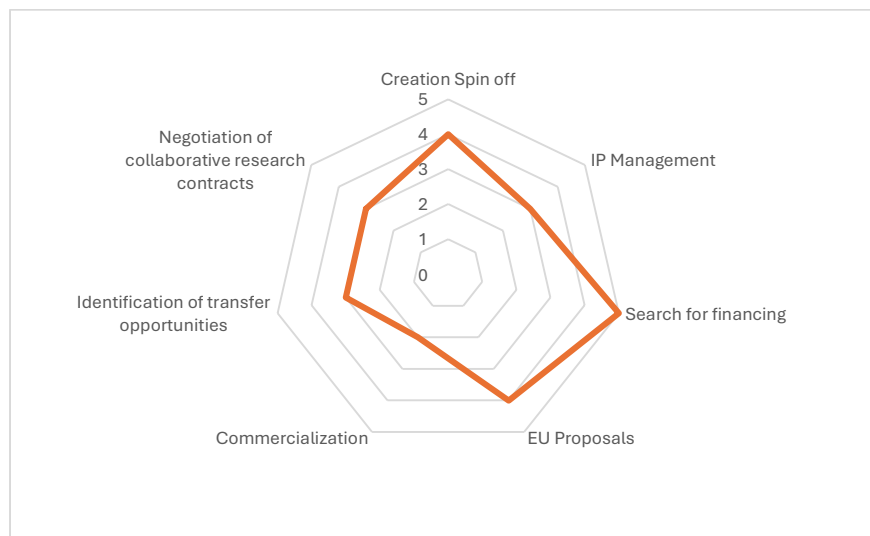 Creation Spin off
5
4
3
2
1
0
IP Management
Search for financing
EU Proposals
Commercialization
Identification of transfer
opportunities
Negotiation of
collaborative research
contracts